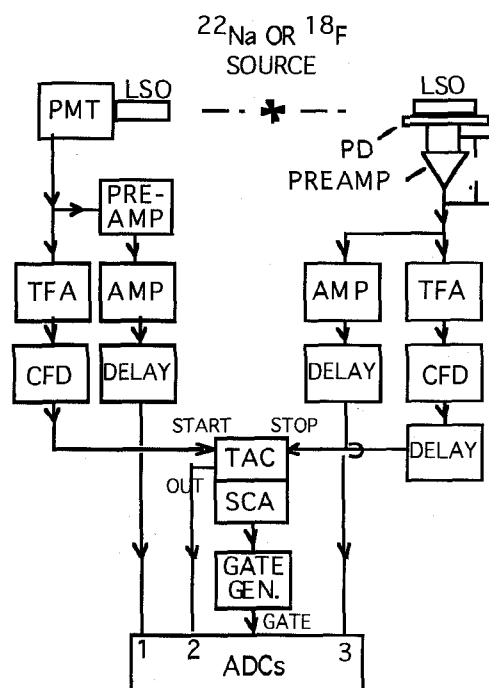 ²²Na OR ¹⁸F
SOURCE
PMT
LSO
LSO
PD
PREAMP
PRE-
AMP
TFA
AMP
AMP
TFA
CFD
DELAY
DELAY
CFD
START
STOP
TAC
DELAY
OUT
SCA
GATE
GEN.
GATE
1
2
3
ADCs